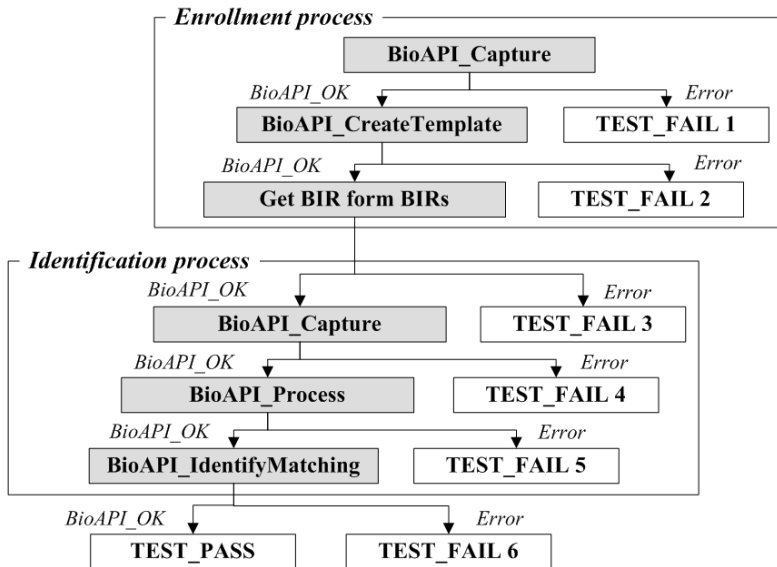 Enrollment process
BioAPI_Capture
BioAPI_OK
Error
BioAPI_CreateTemplate
TEST_FAIL 1
BioAPI_OK
Error
Get BIR form BIRs
TEST_FAIL 2
Identification process
BioAPI_OK
Error
BioAPI_Capture
TEST_FAIL 3
BioAPI_OK
Error
BioAPI_Process
TEST_FAIL 4
BioAPI_OK
Error
BioAPI_IdentifyMatching
TEST_FAIL 5
BioAPI_OK
Error
TEST_PASS
TEST_FAIL 6